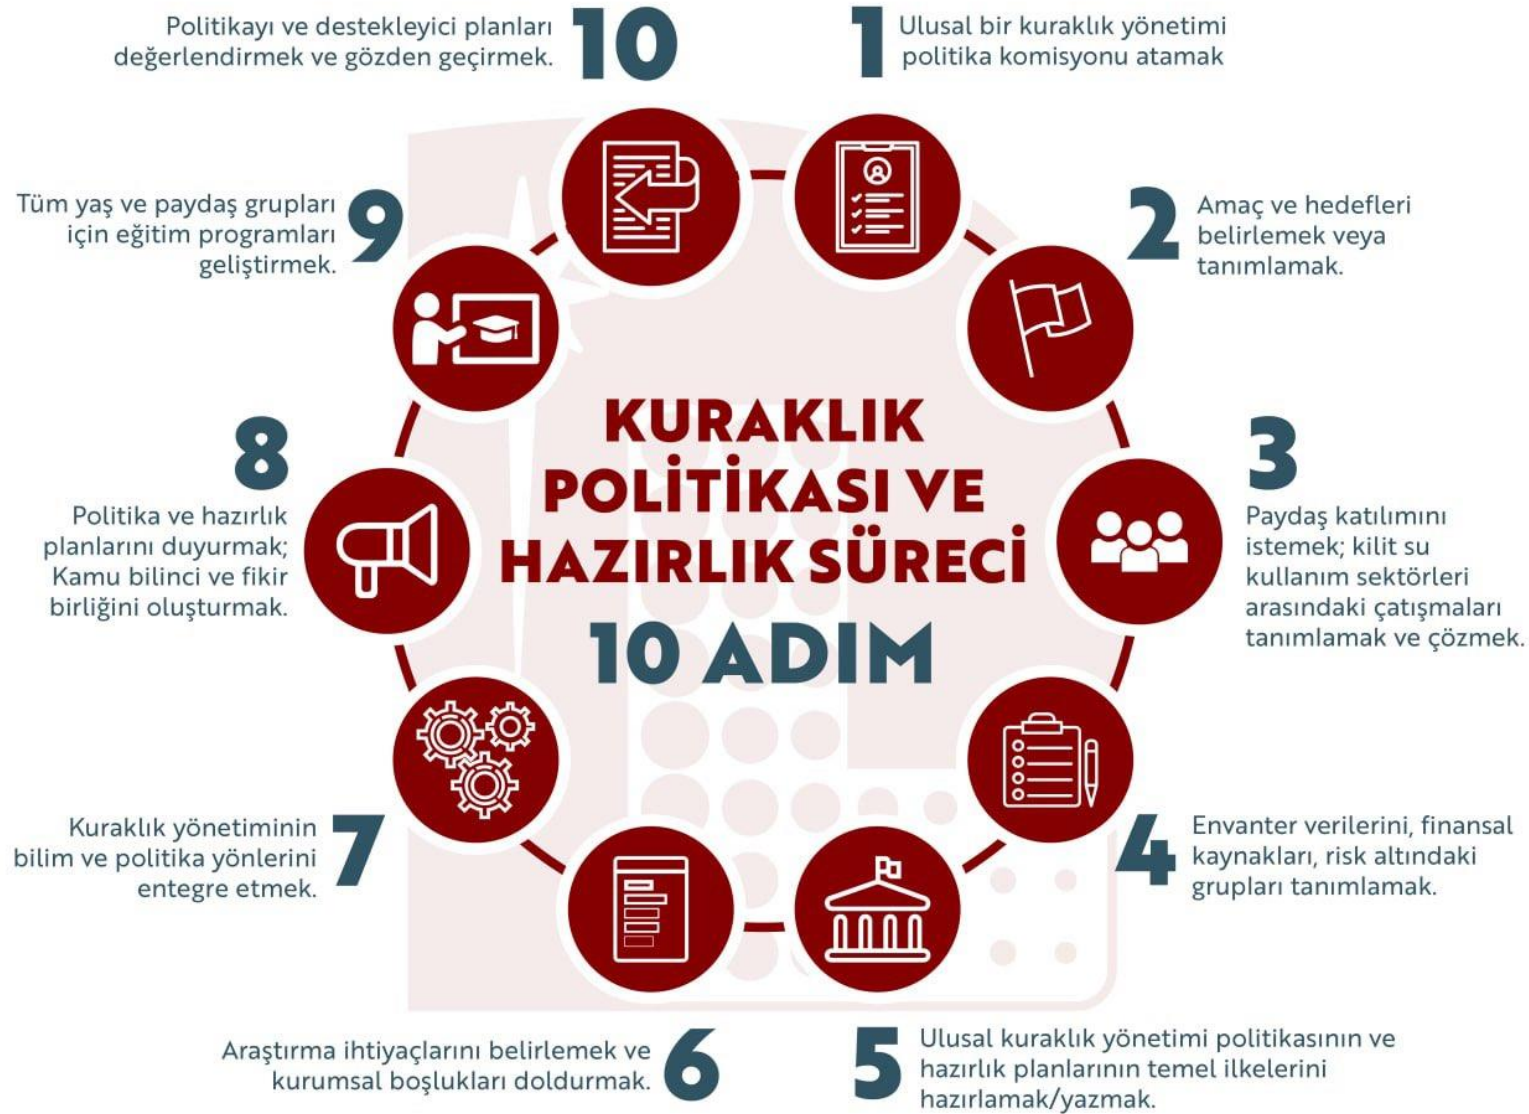 KURAKLIK
POLİTİKASI VE
HAZIRLIK SÜRECİ
10 ADIM
1
Ulusal bir kuraklık yönetimi
politika komisyonu atamak
2
Amaç ve hedefleri
belirlemek veya
tanımlamak.
3
Paydaş katılımını
istemek; kilit su
kullanım sektörleri
arasındaki çatışmaları
tanımlamak ve çözmek.
4
Envanter verilerini, finansal
kaynakları, risk altındaki
grupları tanımlamak.
5
Ulusal kuraklık yönetimi politikasının ve
hazırlık planlarının temel ilkelerini
hazırlamak/yazmak.
6
Araştırma ihtiyaçlarını belirlemek ve
kurumsal boşlukları doldurmak.
7
Kuraklık yönetiminin
bilim ve politika yönlerini
entegre etmek.
8
Politika ve hazırlık
planlarını duyurmak;
Kamu bilinci ve fikir
birliğini oluşturmak.
9
Tüm yaş ve paydaş grupları
için eğitim programları
geliştirmek.
10
Politikayı ve destekleyici planları
değerlendirmek ve gözden geçirmek.